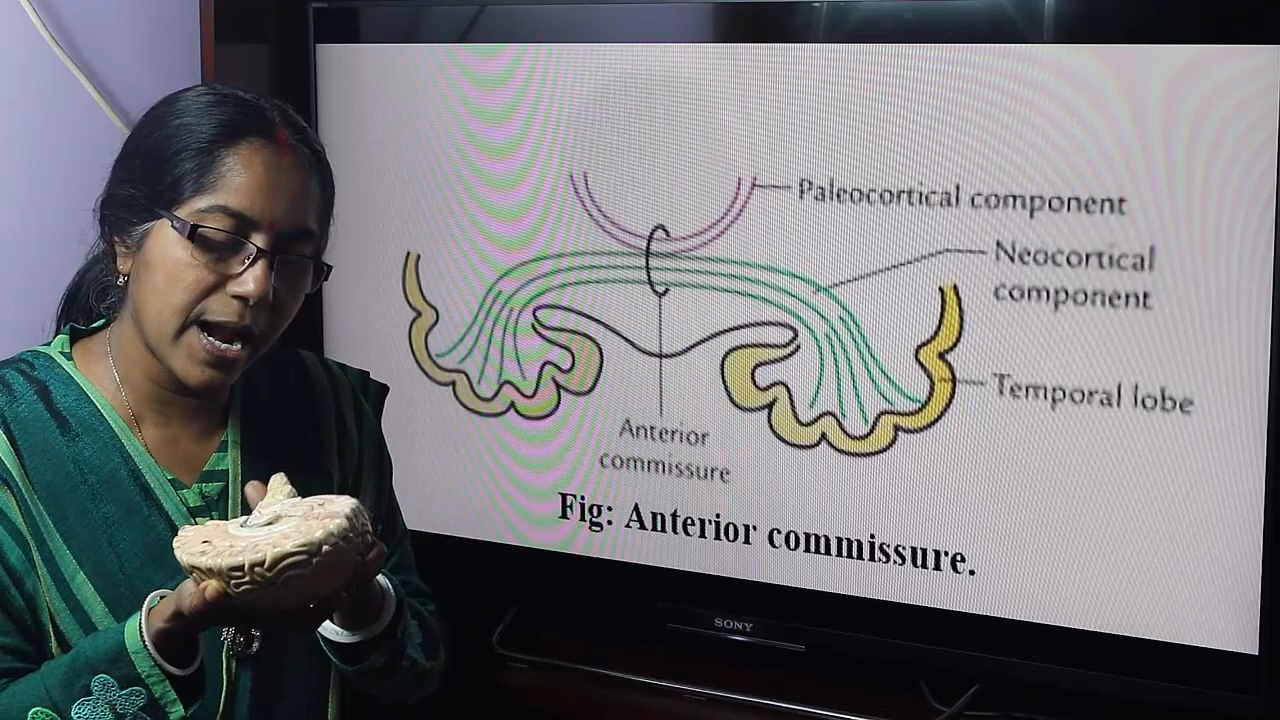 Paleocortical component
Neocortical
component
Temporal lobe
Anterior
commissure
Fig: Anterior commissure.
SONY